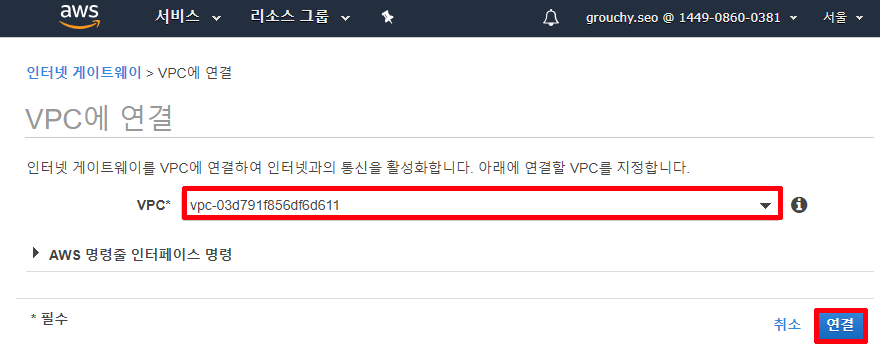 aws 서비스 리소스 그룹 grouchy.seo @ 1449-0860-0381 서울
인터넷 게이트웨이 > VPC에 연결
VPC에 연결
인터넷 게이트웨이를 VPC에 연결하여 인터넷과의 통신을 활성화합니다. 아래에 연결할 VPC를 지정합니다.
VPC* vpc-03d791f856df6d611
AWS 명령줄 인터페이스 명령
* 필수 취소 연결